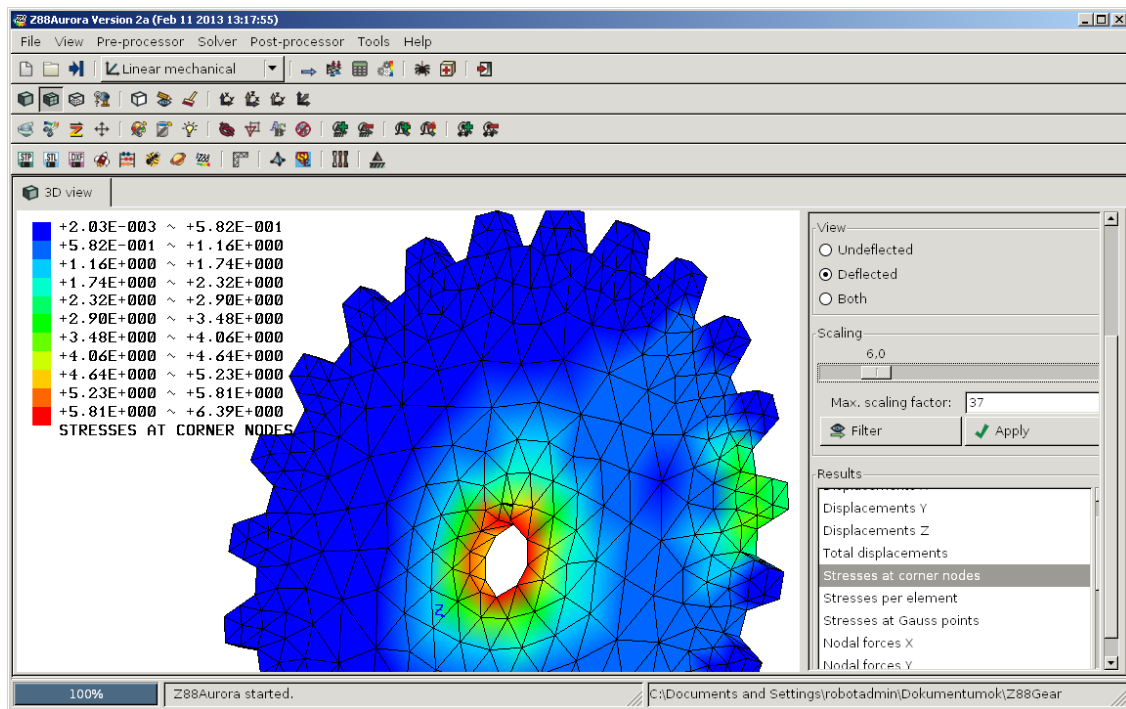 Z88Aurora Version 2a (Feb 11 2013 13:17:55)
File View Pre-processor Solver Post-processor Tools Help
Linear mechanical
STP STL DXF
3D view
+2.03E-003 ~ +5.82E-001
+5.82E-001 ~ +1.16E+000
+1.16E+000 ~ +1.74E+000
+1.74E+000 ~ +2.32E+000
+2.32E+000 ~ +2.90E+000
+2.90E+000 ~ +3.48E+000
+3.48E+000 ~ +4.06E+000
+4.06E+000 ~ +4.64E+000
+4.64E+000 ~ +5.23E+000
+5.23E+000 ~ +5.81E+000
+5.81E+000 ~ +6.39E+000
STRESSES AT CORNER NODES
Z
View
Undeflected
Deflected
Both
Scaling
6,0
Max. scaling factor: 37
Filter Apply
Results
Displacements Y
Displacements Z
Total displacements
Stresses at corner nodes
Stresses per element
Stresses at Gauss points
Nodal forces X
Nodal forces Y
100% Z88Aurora started. C:\Documents and Settings\robotadmin\Dokumentumok\Z88Gear